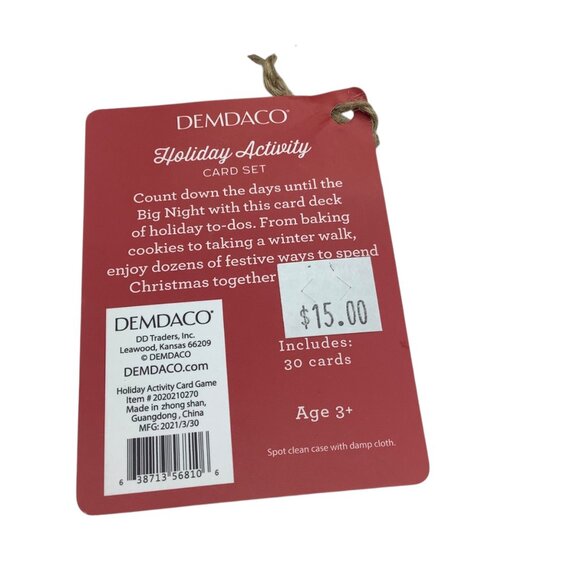 DEMDACO®
Holiday Activity
CARD SET
Count down the days until the
Big Night with this card deck
of holiday to-dos. From baking
cookies to taking a winter walk,
enjoy dozens of festive ways to spend
Christmas together
$15.00
Includes:
30 cards
Age 3+
Spot clean case with damp cloth.
DEMDACO®
DD Traders, Inc.
Leawood, Kansas 66209
© DEMDACO
DEMDACO.com
Holiday Activity Card Game
Item # 2020210270
Made in zhong shan,
Guangdong , China
MFG: 2021/3/30
6 38713 56810 6